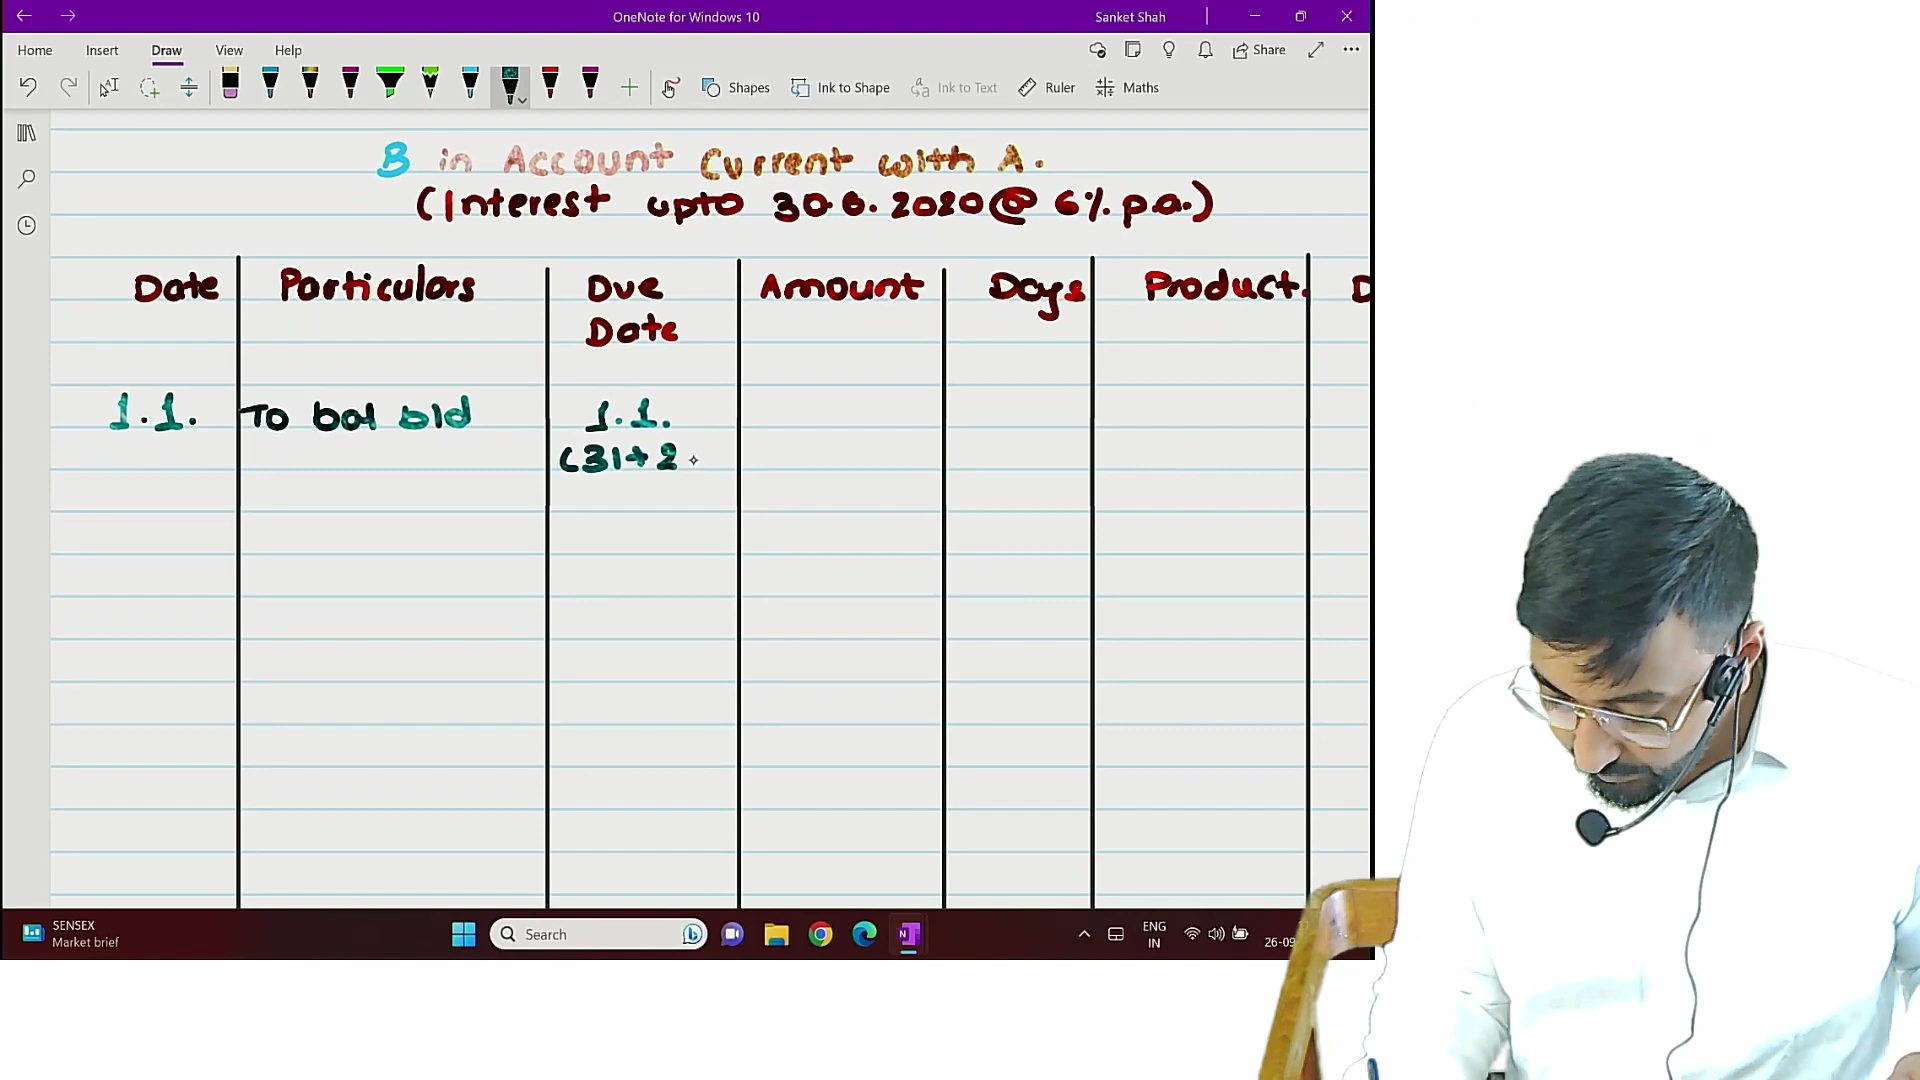 OneNote for Windows 10
Sanket Shah
Home Insert Draw View Help
Share
Shapes Ink to Shape Ink to Text Ruler Maths
B in Account Current with A.
(Interest upto 30.6.2020 @ 6% p.a.)
Date Particulars Due Date Amount Days Product. D
1.1. To bal b/d 1.1.
(31+2
SENSEX
Market brief
Search
ENG
IN
26-09